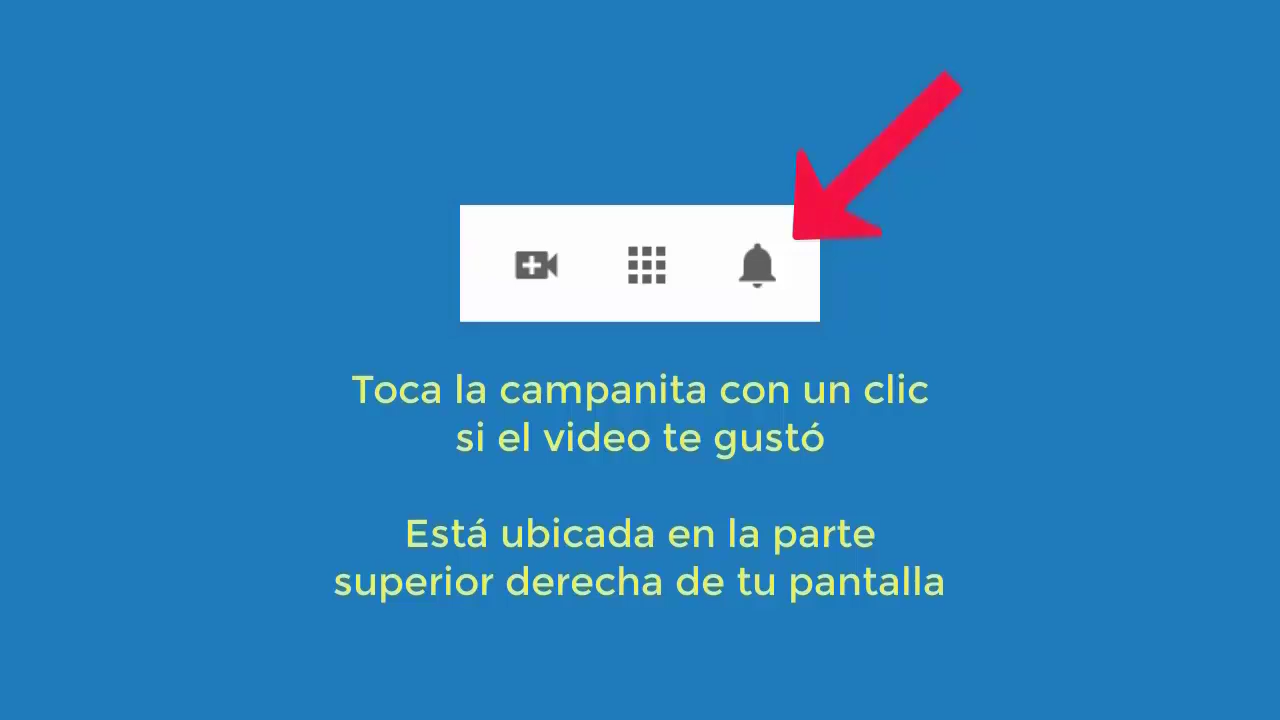 Toca la campanita con un clic
si el video te gustó
Está ubicada en la parte
superior derecha de tu pantalla